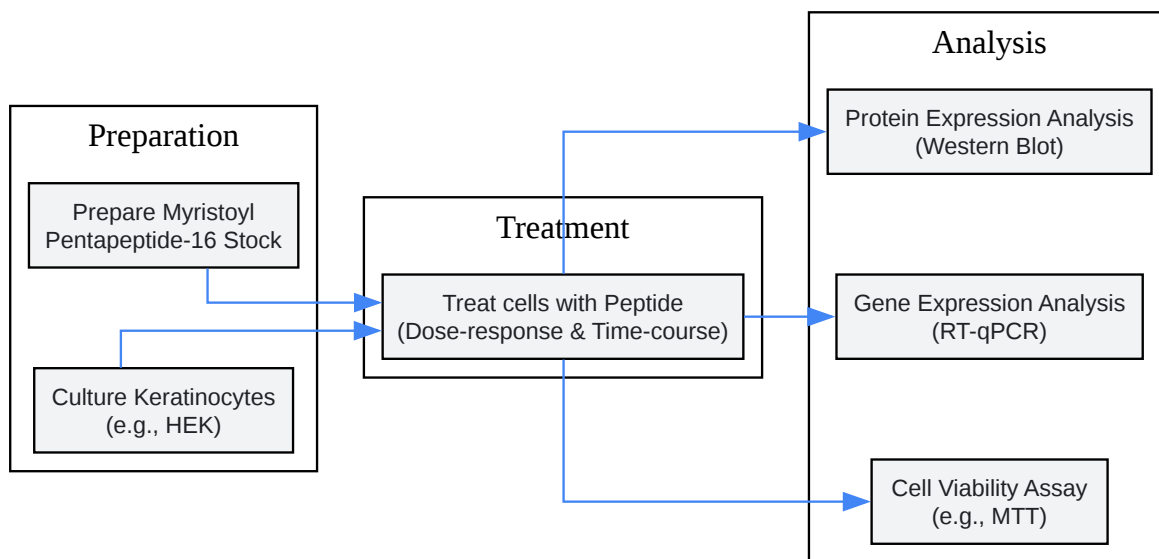 Preparation
Prepare Myristoyl
Pentapeptide-16 Stock
Culture Keratinocytes
(e.g., HEK)
Treatment
Treat cells with Peptide
(Dose-response & Time-course)
Analysis
Protein Expression Analysis
(Western Blot)
Gene Expression Analysis
(RT-qPCR)
Cell Viability Assay
(e.g., MTT)